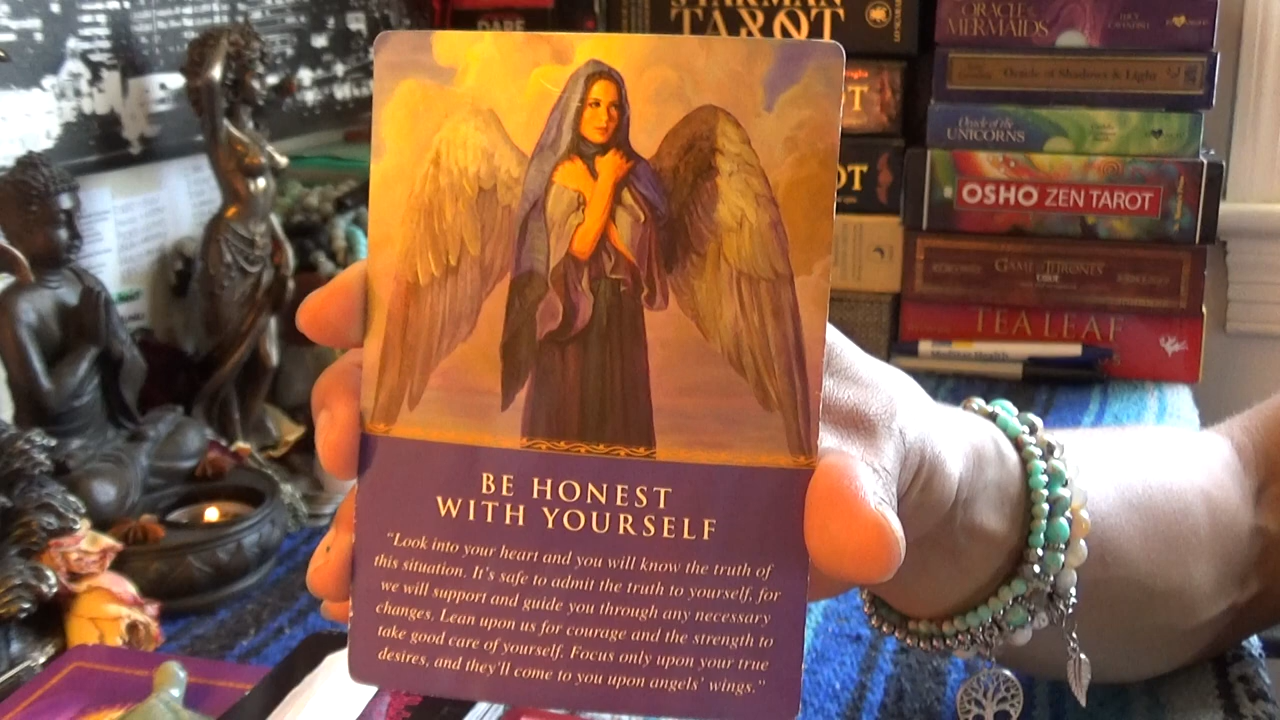 DARE
STARMAN
TAROT
ORACLE OF
MERMAIDS
Oracle of Shadows & Light
Oracle of the
UNICORNS
OSHO ZEN TAROT
GAME OF THRONES
TEA LEAF
BE HONEST
WITH YOURSELF
"Look into your heart and you will know the truth of
this situation. It's safe to admit the truth to yourself, for
we will support and guide you through any necessary
changes. Lean upon us for courage and the strength to
take good care of yourself. Focus only upon your true
desires, and they'll come to you upon angels' wings."